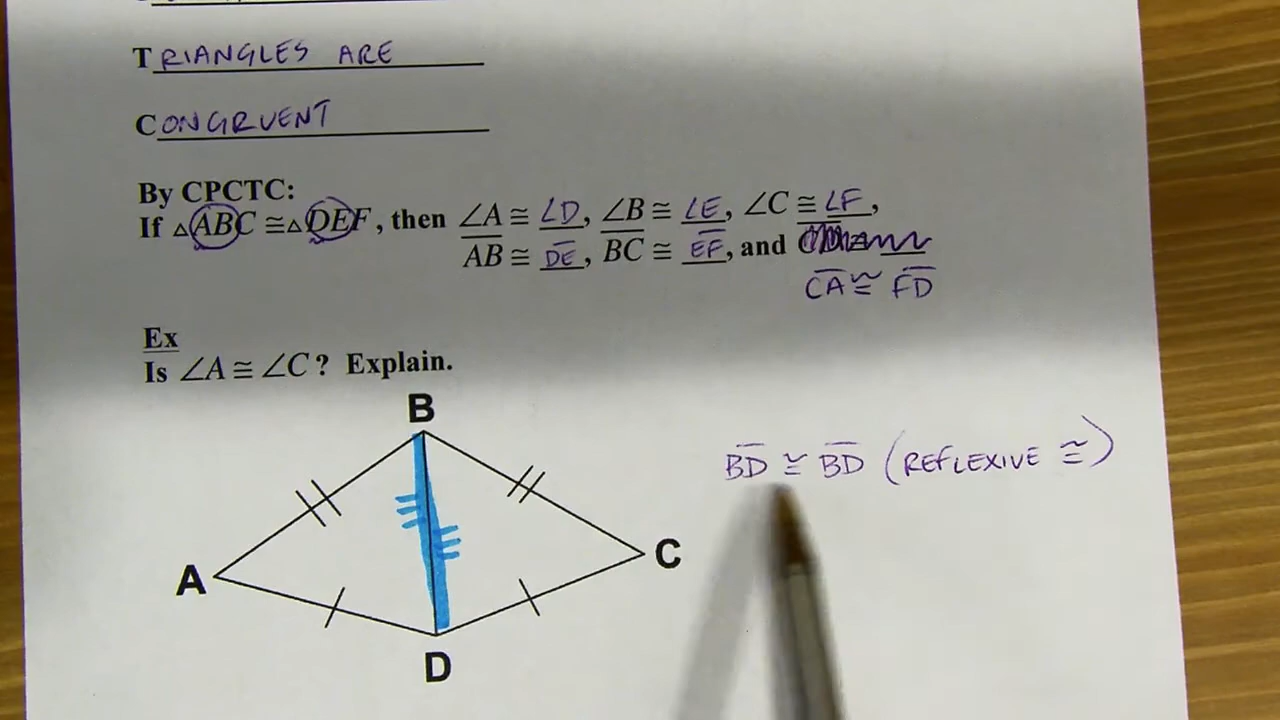 TRIANGLES ARE
CONGRUENT
By CPCTC:
If △ABC ≅ △DEF, then ∠A ≅ ∠D, ∠B ≅ ∠E, ∠C ≅ ∠F,
AB ≅ DE, BC ≅ EF, and
CA ≅ FD
Ex
Is ∠A ≅ ∠C? Explain.
B
BD ≅ BD (REFLEXIVE ≅)
A
C
D